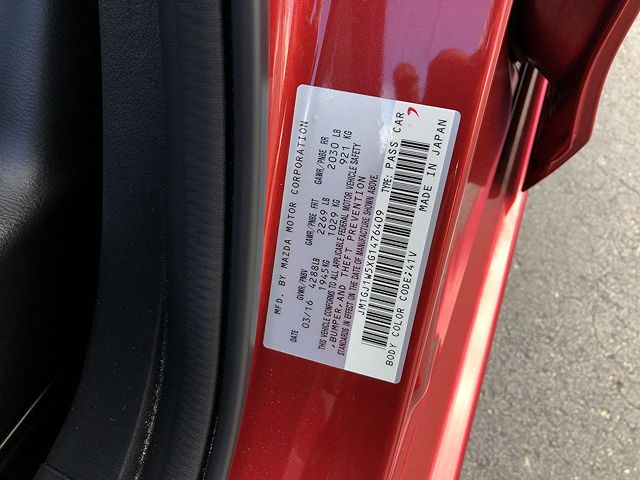 MFD. BY MAZDA MOTOR CORPORATION
DATE GVWR/PNBV GAWR/PNBE FRT GAWR/PNBE RR
03/16 4288LB 2269 LB 2030 LB
1945KG 1029 KG 921 KG
THIS VEHICLE CONFORMS TO ALL APPLICABLE FEDERAL MOTOR VEHICLE SAFETY
,BUMPER,AND THEFT PREVENTION
STANDARDS IN EFFECT ON THE DATE OF MANUFACTURE SHOWN ABOVE.
JM1GJ1W5XG1476409 TYPE: PASS CAR
BODY COLOR CODE:41V MADE IN JAPAN